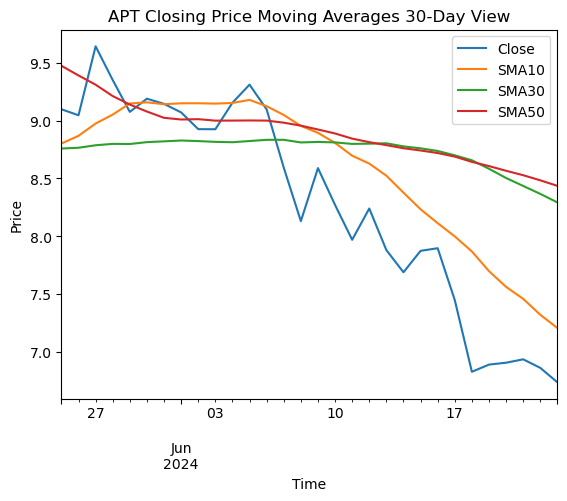 APT Closing Price Moving Averages 30-Day View
Close
SMA10
SMA30
SMA50
Price
9.5
9.0
8.5
8.0
7.5
7.0
27
03
10
17
Jun
2024
Time